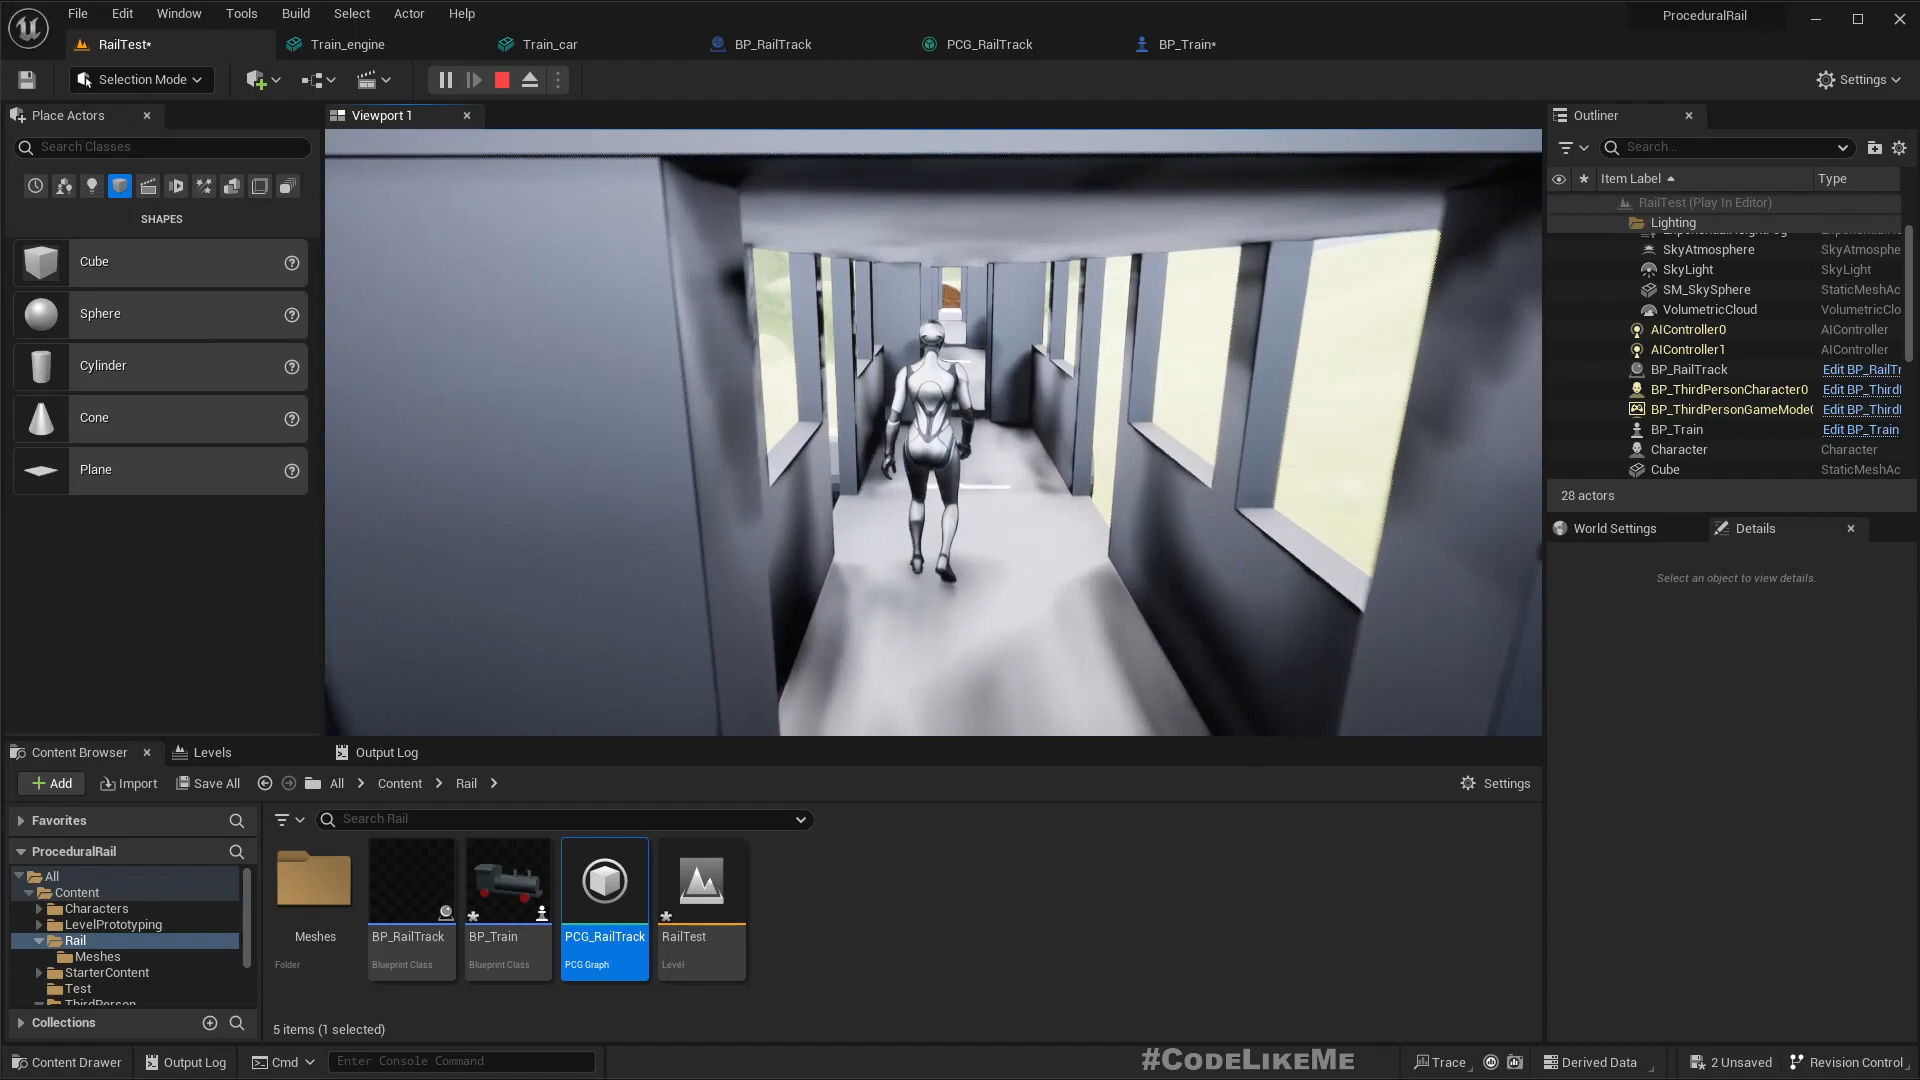 File Edit Window Tools Build Select Actor Help
ProceduralRail
RailTest* Train_engine Train_car BP_RailTrack PCG_RailTrack BP_Train*
Selection Mode Settings
Place Actors Viewport 1 Outliner
Search Classes Search...
Item Label Type
SHAPES
RailTest (Play In Editor)
Lighting
SkyAtmosphere SkyAtmosphe
SkyLight SkyLight
SM_SkySphere StaticMeshAc
VolumetricCloud VolumetricClo
AIController0 AIController
AIController1 AIController
BP_RailTrack Edit BP_RailTr
BP_ThirdPersonCharacter0 Edit BP_Third
BP_ThirdPersonGameMode Edit BP_Third
BP_Train Edit BP_Train
Character Character
Cube StaticMeshAc
28 actors
Cube
Sphere
Cylinder
Cone
Plane
World Settings Details
Select an object to view details.
Content Browser Levels Output Log
Add Import Save All All Content Rail Settings
Favorites Search Rail
ProceduralRail
All
Content
Characters
LevelPrototyping
Rail
Meshes
StarterContent
Test
ThirdPerson
Collections
Meshes BP_RailTrack BP_Train PCG_RailTrack RailTest
Folder Blueprint Class Blueprint Class PCG Graph Level
5 items (1 selected)
Content Drawer Output Log Cmd Enter Console Command #CODELIKEME Trace Derived Data 2 Unsaved Revision Control